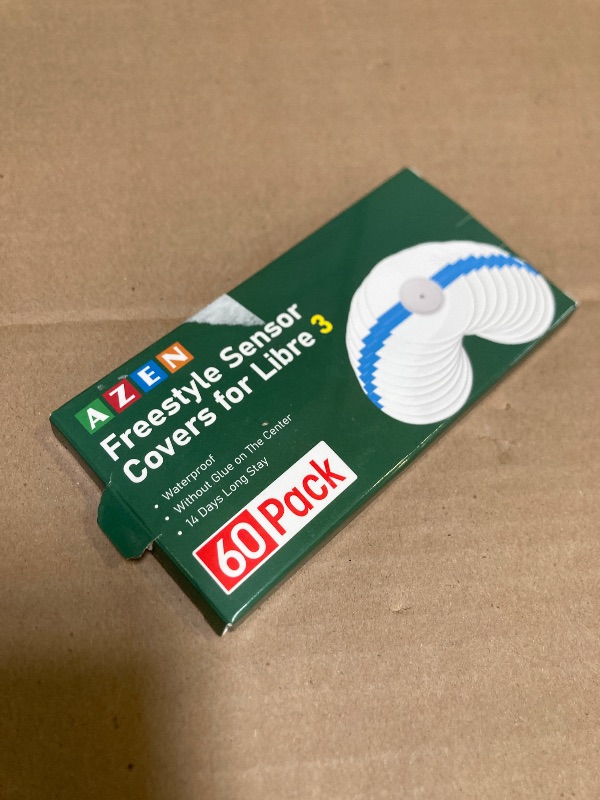 AZEN
Freestyle Sensor
Covers for Libre 3
• Waterproof
• Without Glue on The Center
• 14 Days Long Stay
60 Pack